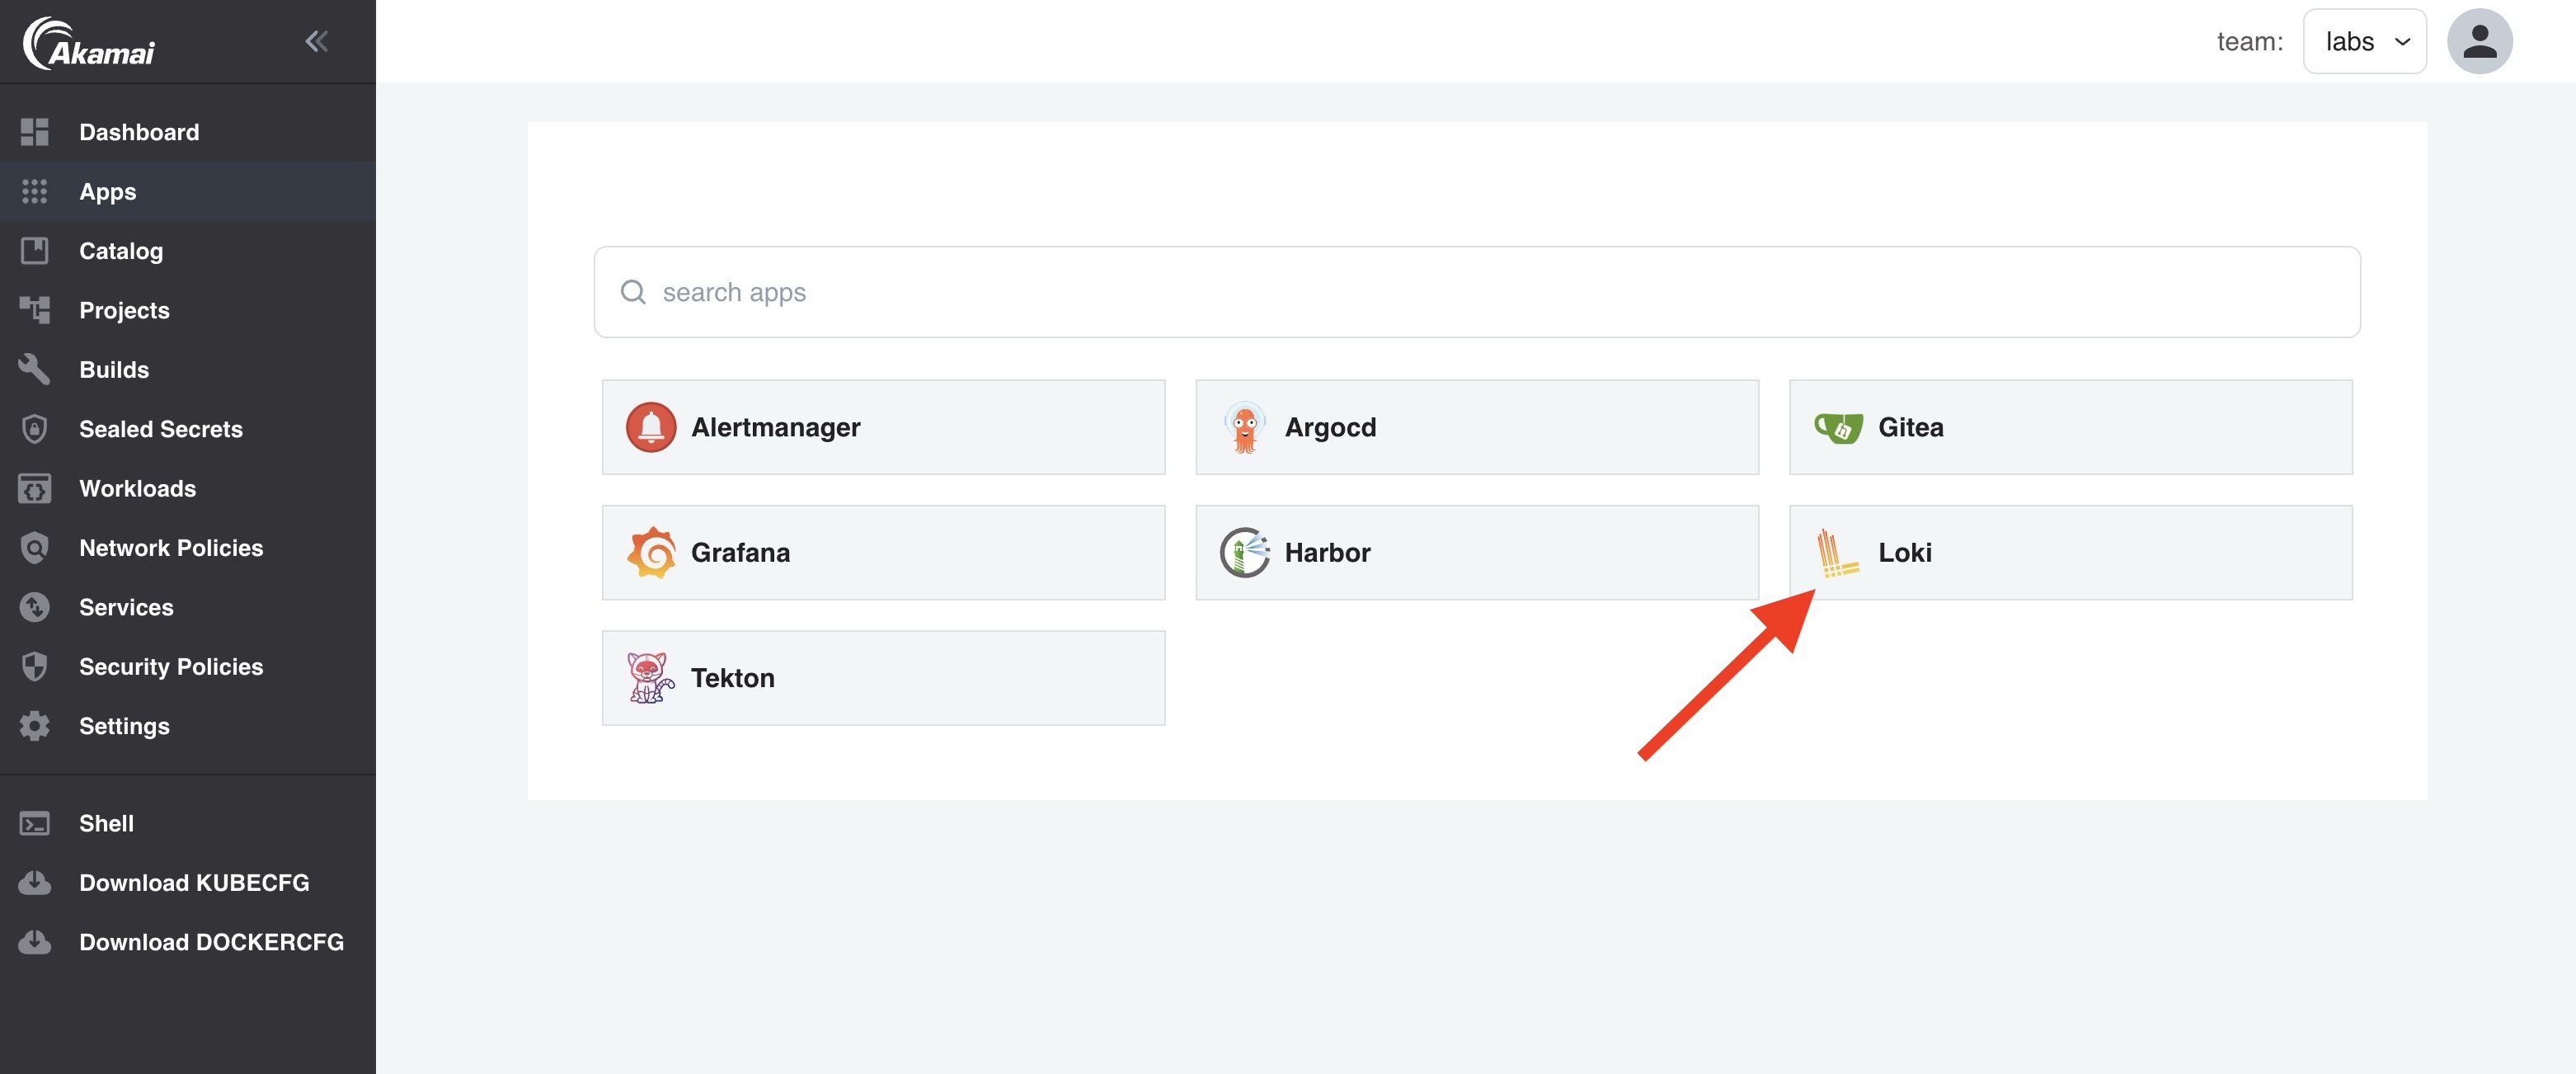 Akamai
team:
labs
Dashboard
Apps
Catalog
Projects
Builds
Sealed Secrets
Workloads
Network Policies
Services
Security Policies
Settings
Shell
Download KUBECFG
Download DOCKERCFG
search apps
Alertmanager
Argocd
Gitea
Grafana
Harbor
Loki
Tekton